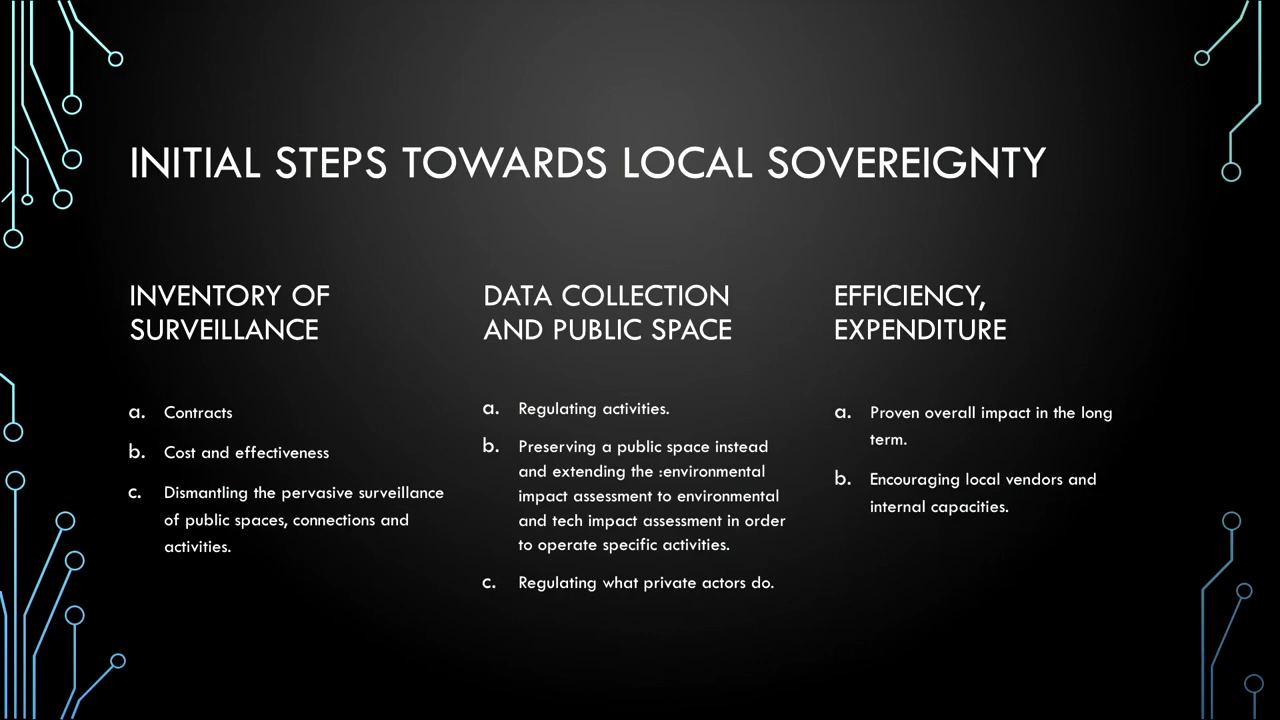 INITIAL STEPS TOWARDS LOCAL SOVEREIGNTY
INVENTORY OF
SURVEILLANCE
a. Contracts
b. Cost and effectiveness
c. Dismantling the pervasive surveillance
of public spaces, connections and
activities.
DATA COLLECTION
AND PUBLIC SPACE
a. Regulating activities.
b. Preserving a public space instead
and extending the :environmental
impact assessment to environmental
and tech impact assessment in order
to operate specific activities.
c. Regulating what private actors do.
EFFICIENCY,
EXPENDITURE
a. Proven overall impact in the long
term.
b. Encouraging local vendors and
internal capacities.